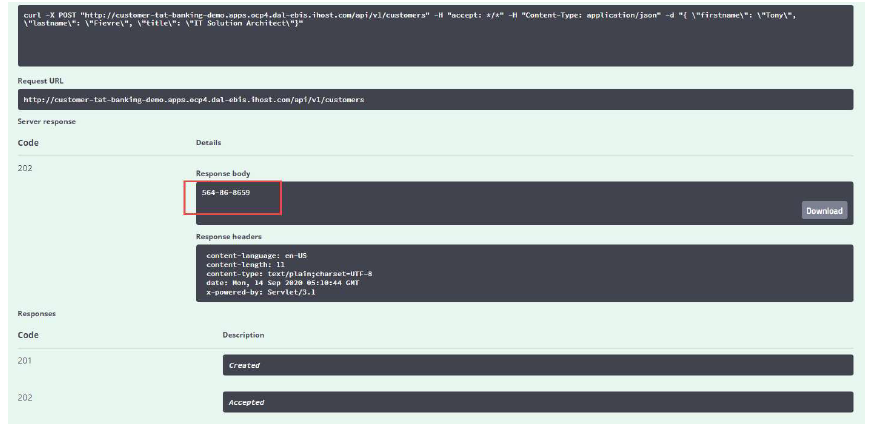 curl -X POST "http://customer-tat-banking-demo.apps.ocp4.dal-ebis.ihost.com/api/v1/customers" -H "accept: */*" -H "Content-Type: application/json" -d "{ \"firstname\": \"Tony\",
\"lastname\": \"Fievre\", \"title\": \"IT Solution Architect\"}"
Request URL
http://customer-tat-banking-demo.apps.ocp4.dal-ebis.ihost.com/api/v1/customers
Server response
Code Details
202
Response body
564-86-8659
Download
Response headers
content-language: en-US
content-length: 11
content-type: text/plain;charset=UTF-8
date: Mon, 14 Sep 2020 05:10:44 GMT
x-powered-by: Servlet/3.1
Responses
Code Description
201 Created
202 Accepted